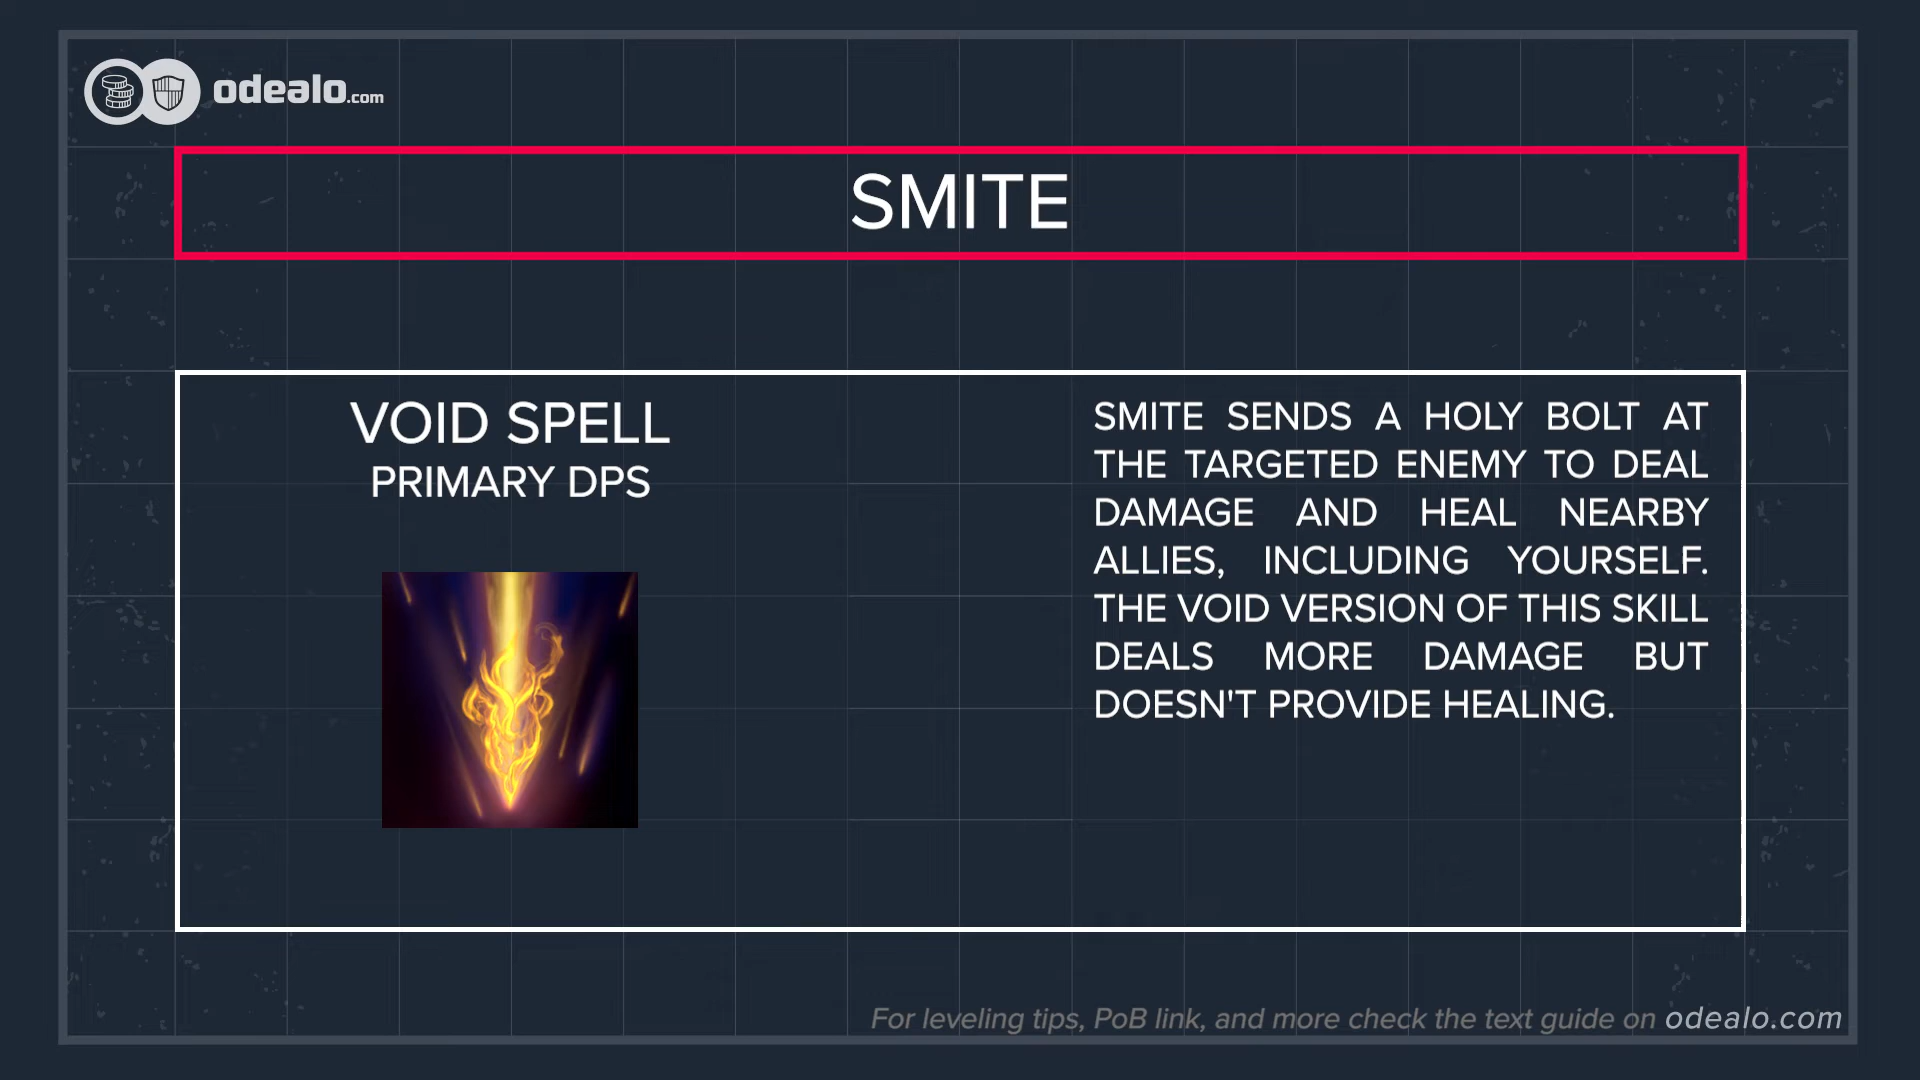 odealo.com
SMITE
VOID SPELL
PRIMARY DPS
SMITE SENDS A HOLY BOLT AT
THE TARGETED ENEMY TO DEAL
DAMAGE AND HEAL NEARBY
ALLIES, INCLUDING YOURSELF.
THE VOID VERSION OF THIS SKILL
DEALS MORE DAMAGE BUT
DOESN'T PROVIDE HEALING.
For leveling tips, PoB link, and more check the text guide on odealo.com